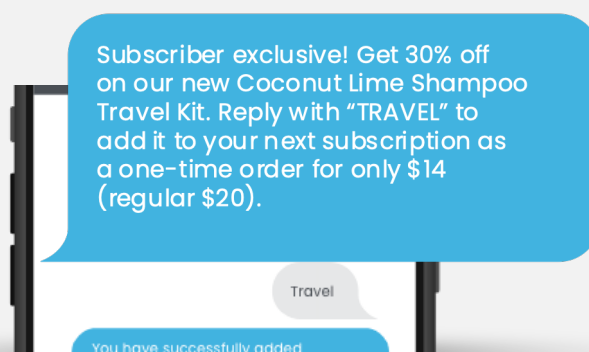 Subscriber exclusive! Get 30% off
on our new Coconut Lime Shampoo
Travel Kit. Reply with “TRAVEL” to
add it to your next subscription as
a one-time order for only $14
(regular $20).
Travel
You have successfully added